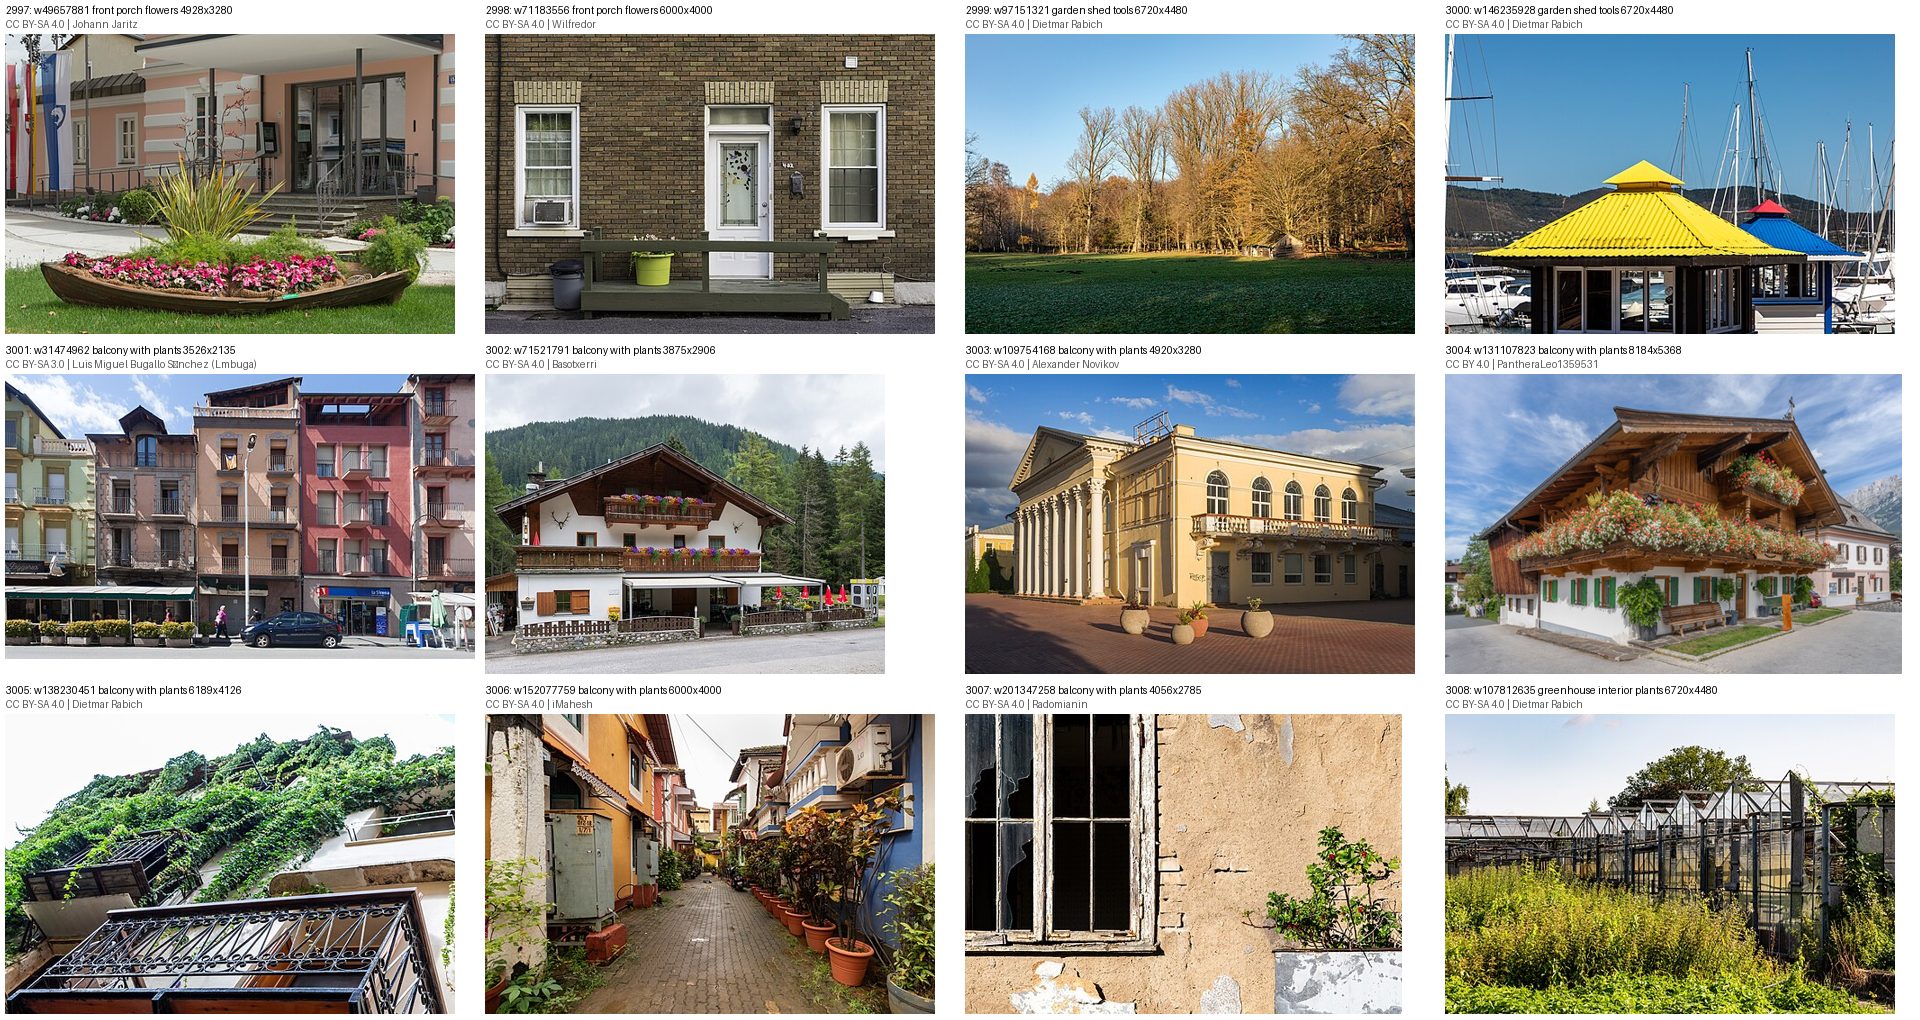 2997: w49657881 front porch flowers 4928x3280
CC BY-SA 4.0 | Johann Jaritz
2998: w71183556 front porch flowers 6000x4000
CC BY-SA 4.0 | Wilfredor
2999: w97151321 garden shed tools 6720x4480
CC BY-SA 4.0 | Dietmar Rabich
3000: w146235928 garden shed tools 6720x4480
CC BY-SA 4.0 | Dietmar Rabich
3001: w31474962 balcony with plants 3526x2135
CC BY-SA 3.0 | Luis Miguel Bugallo Sánchez (Lmbuga)
3002: w71521791 balcony with plants 3875x2906
CC BY-SA 4.0 | Basotxerri
3003: w109754168 balcony with plants 4920x3280
CC BY-SA 4.0 | Alexander Novikov
3004: w131107823 balcony with plants 8184x5368
CC BY 4.0 | PantheraLeo1359531
3005: w138230451 balcony with plants 6189x4126
CC BY-SA 4.0 | Dietmar Rabich
3006: w152077759 balcony with plants 6000x4000
CC BY-SA 4.0 | iMahesh
3007: w201347258 balcony with plants 4056x2785
CC BY-SA 4.0 | Radomianin
3008: w107812635 greenhouse interior plants 6720x4480
CC BY-SA 4.0 | Dietmar Rabich